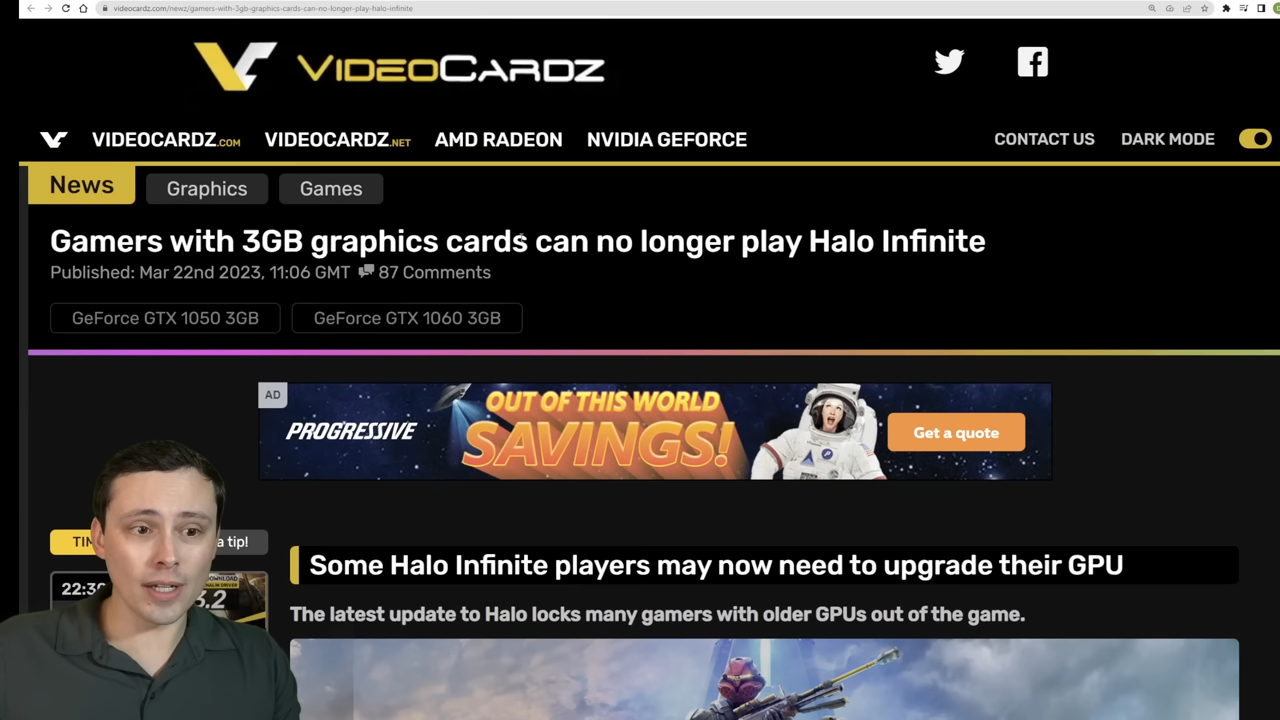 videocardz.com/newz/gamers-with-3gb-graphics-cards-can-no-longer-play-halo-infinite
VIDEOCARDZ
VIDEOCARDZ.COM VIDEOCARDZ.NET AMD RADEON NVIDIA GEFORCE CONTACT US DARK MODE
News Graphics Games
Gamers with 3GB graphics cards can no longer play Halo Infinite
Published: Mar 22nd 2023, 11:06 GMT 87 Comments
GeForce GTX 1050 3GB GeForce GTX 1060 3GB
AD
OUT OF THIS WORLD
PROGRESSIVE SAVINGS! Get a quote
a tip!
Some Halo Infinite players may now need to upgrade their GPU
The latest update to Halo locks many gamers with older GPUs out of the game.